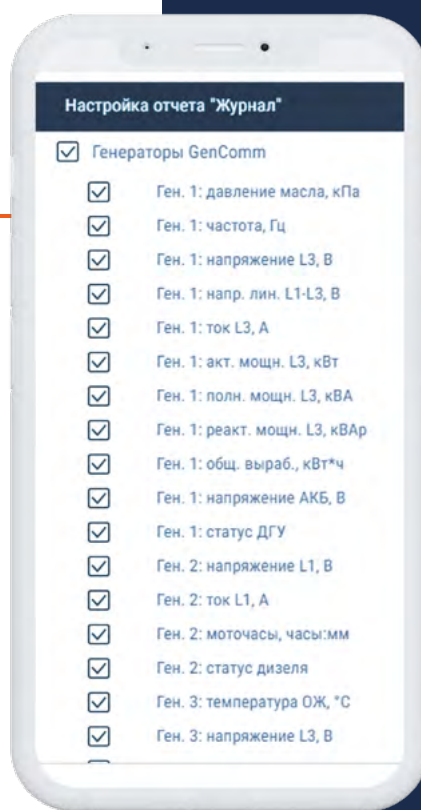 Настройка отчета "Журнал"
Генераторы GenComm
Ген. 1: давление масла, кПа
Ген. 1: частота, Гц
Ген. 1: напряжение L3, В
Ген. 1: напр. лин. L1-L3, В
Ген. 1: ток L3, А
Ген. 1: акт. мощн. L3, кВт
Ген. 1: полн. мощн. L3, кВА
Ген. 1: реакт. мощн. L3, кВАр
Ген. 1: общ. выраб., кВт*ч
Ген. 1: напряжение АКБ, В
Ген. 1: статус ДГУ
Ген. 2: напряжение L1, В
Ген. 2: ток L1, А
Ген. 2: моточасы, часы:мм
Ген. 2: статус дизеля
Ген. 3: температура ОЖ, °С
Ген. 3: напряжение L3, В